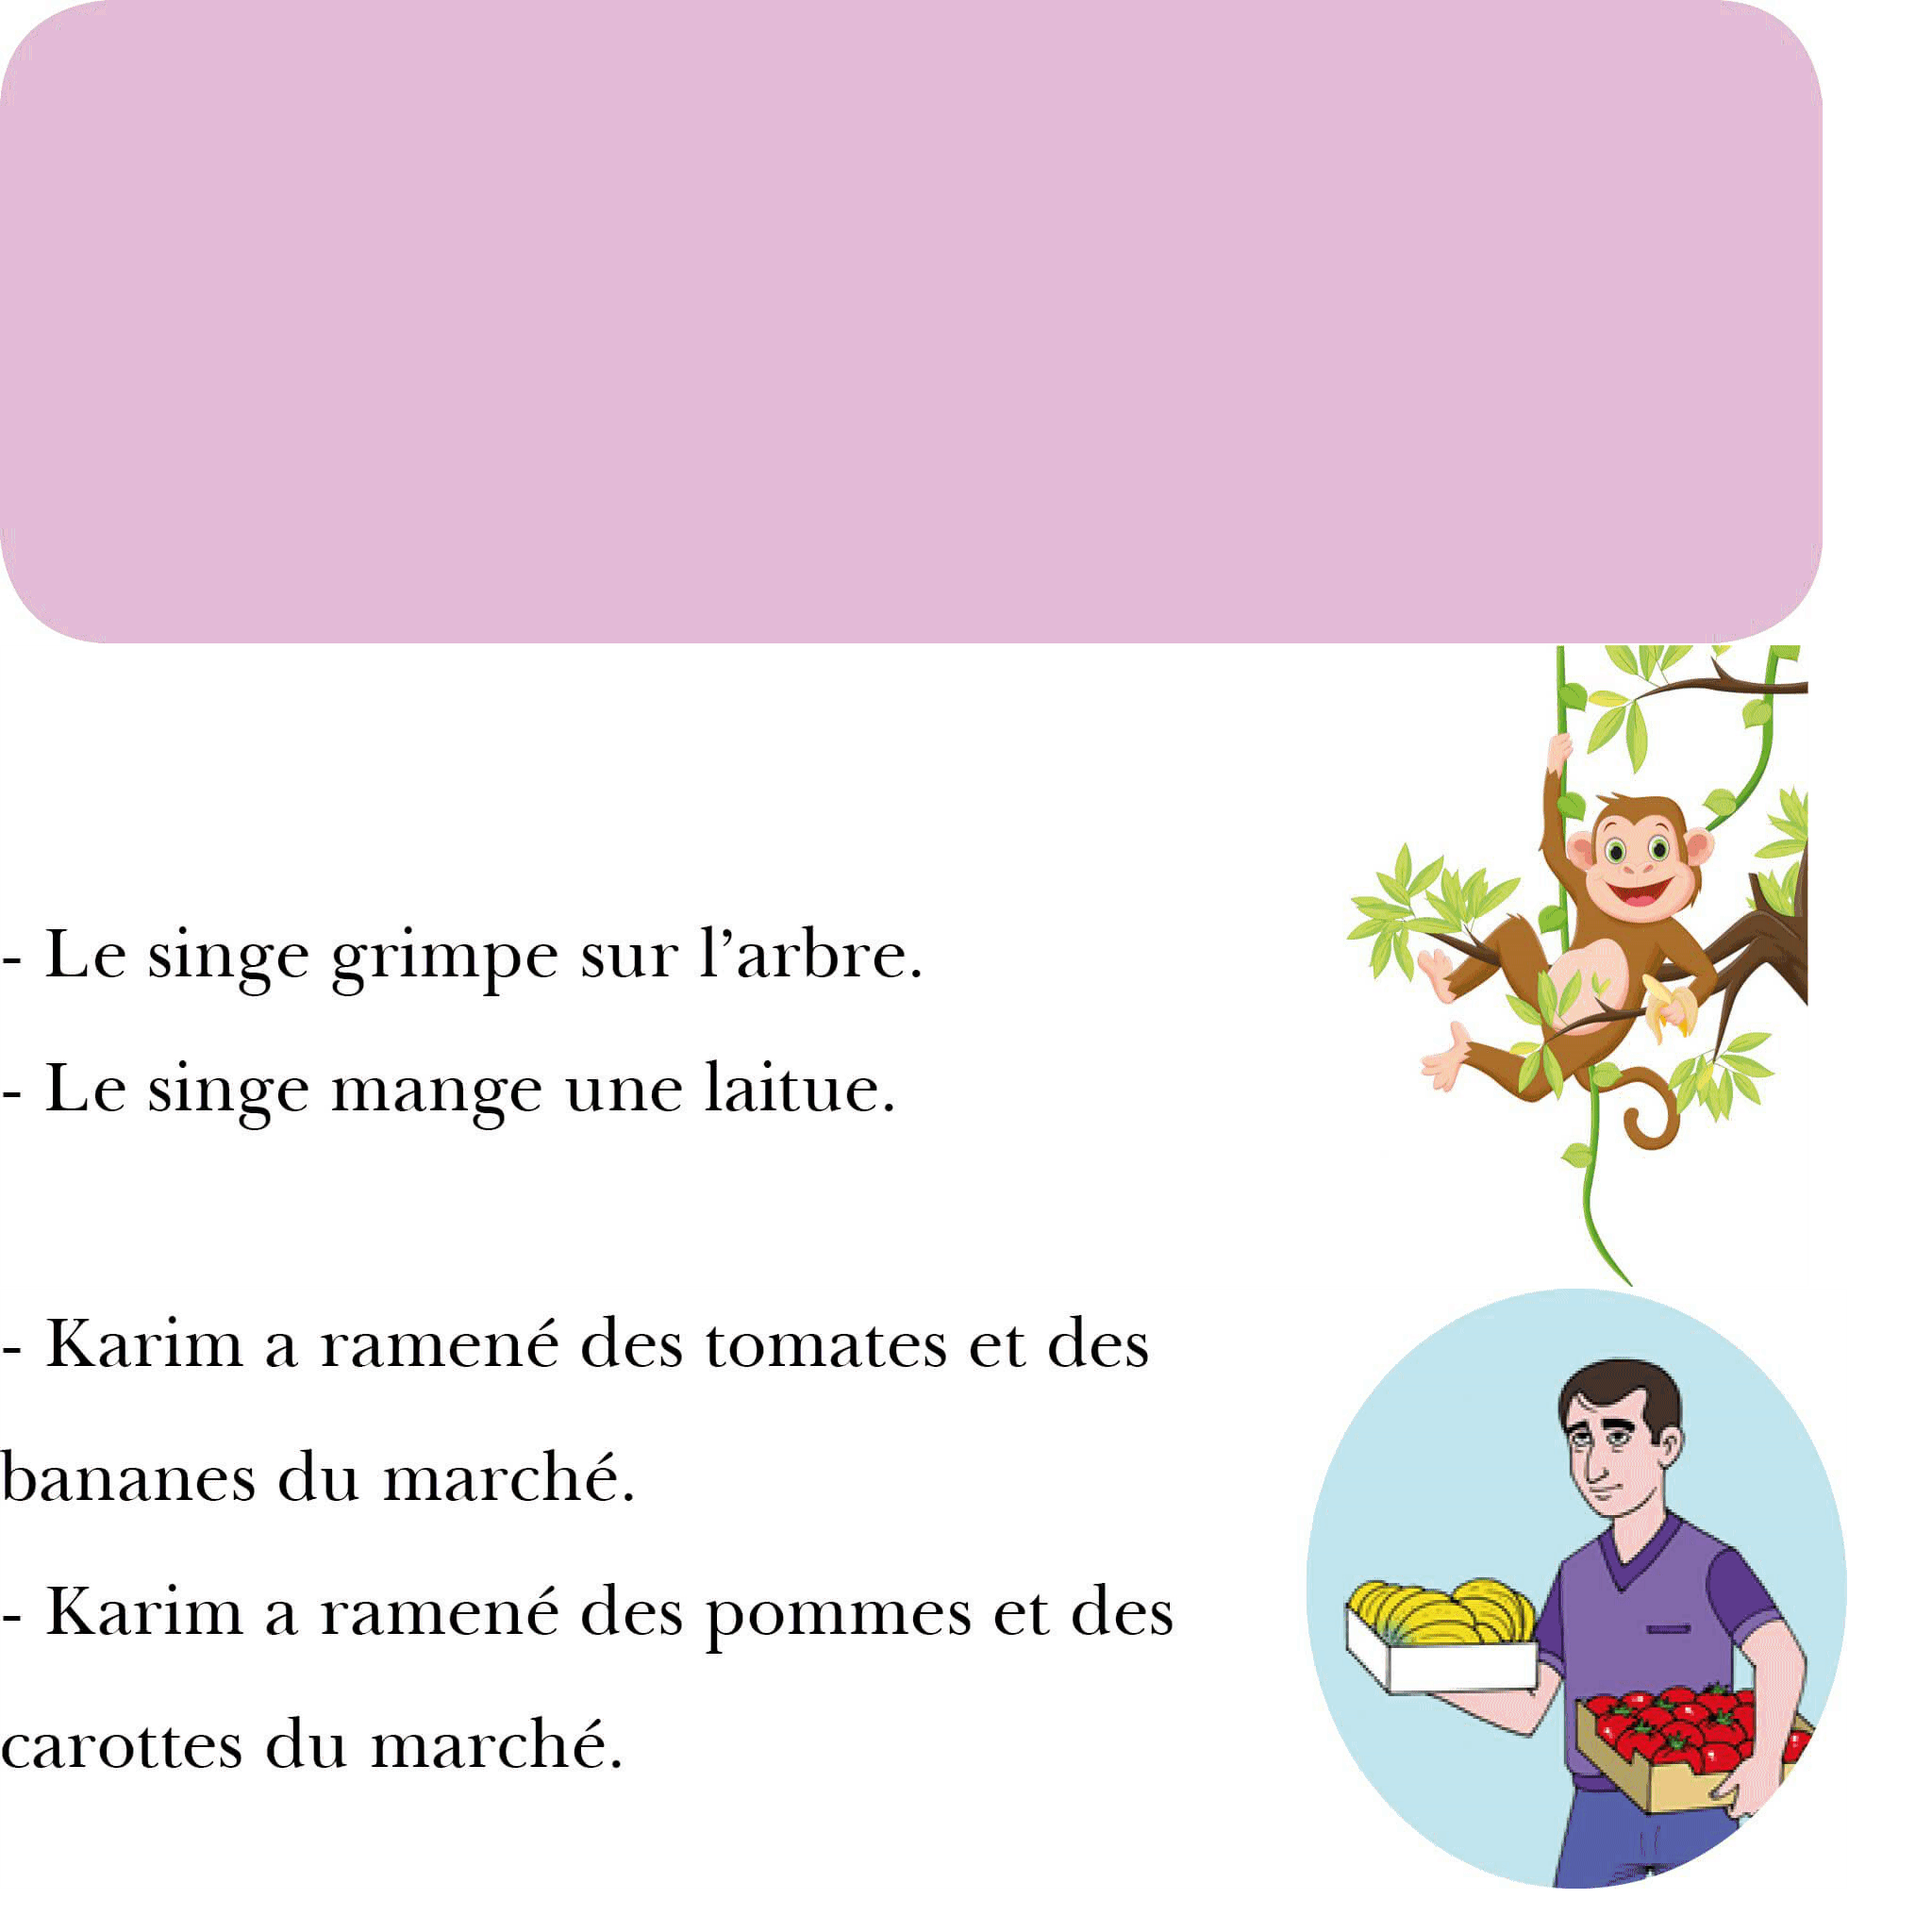 - Le singe grimpe sur l’arbre.
- Le singe mange une laitue.
- Karim a ramené des tomates et des
bananes du marché.
- Karim a ramené des pommes et des
carottes du marché.